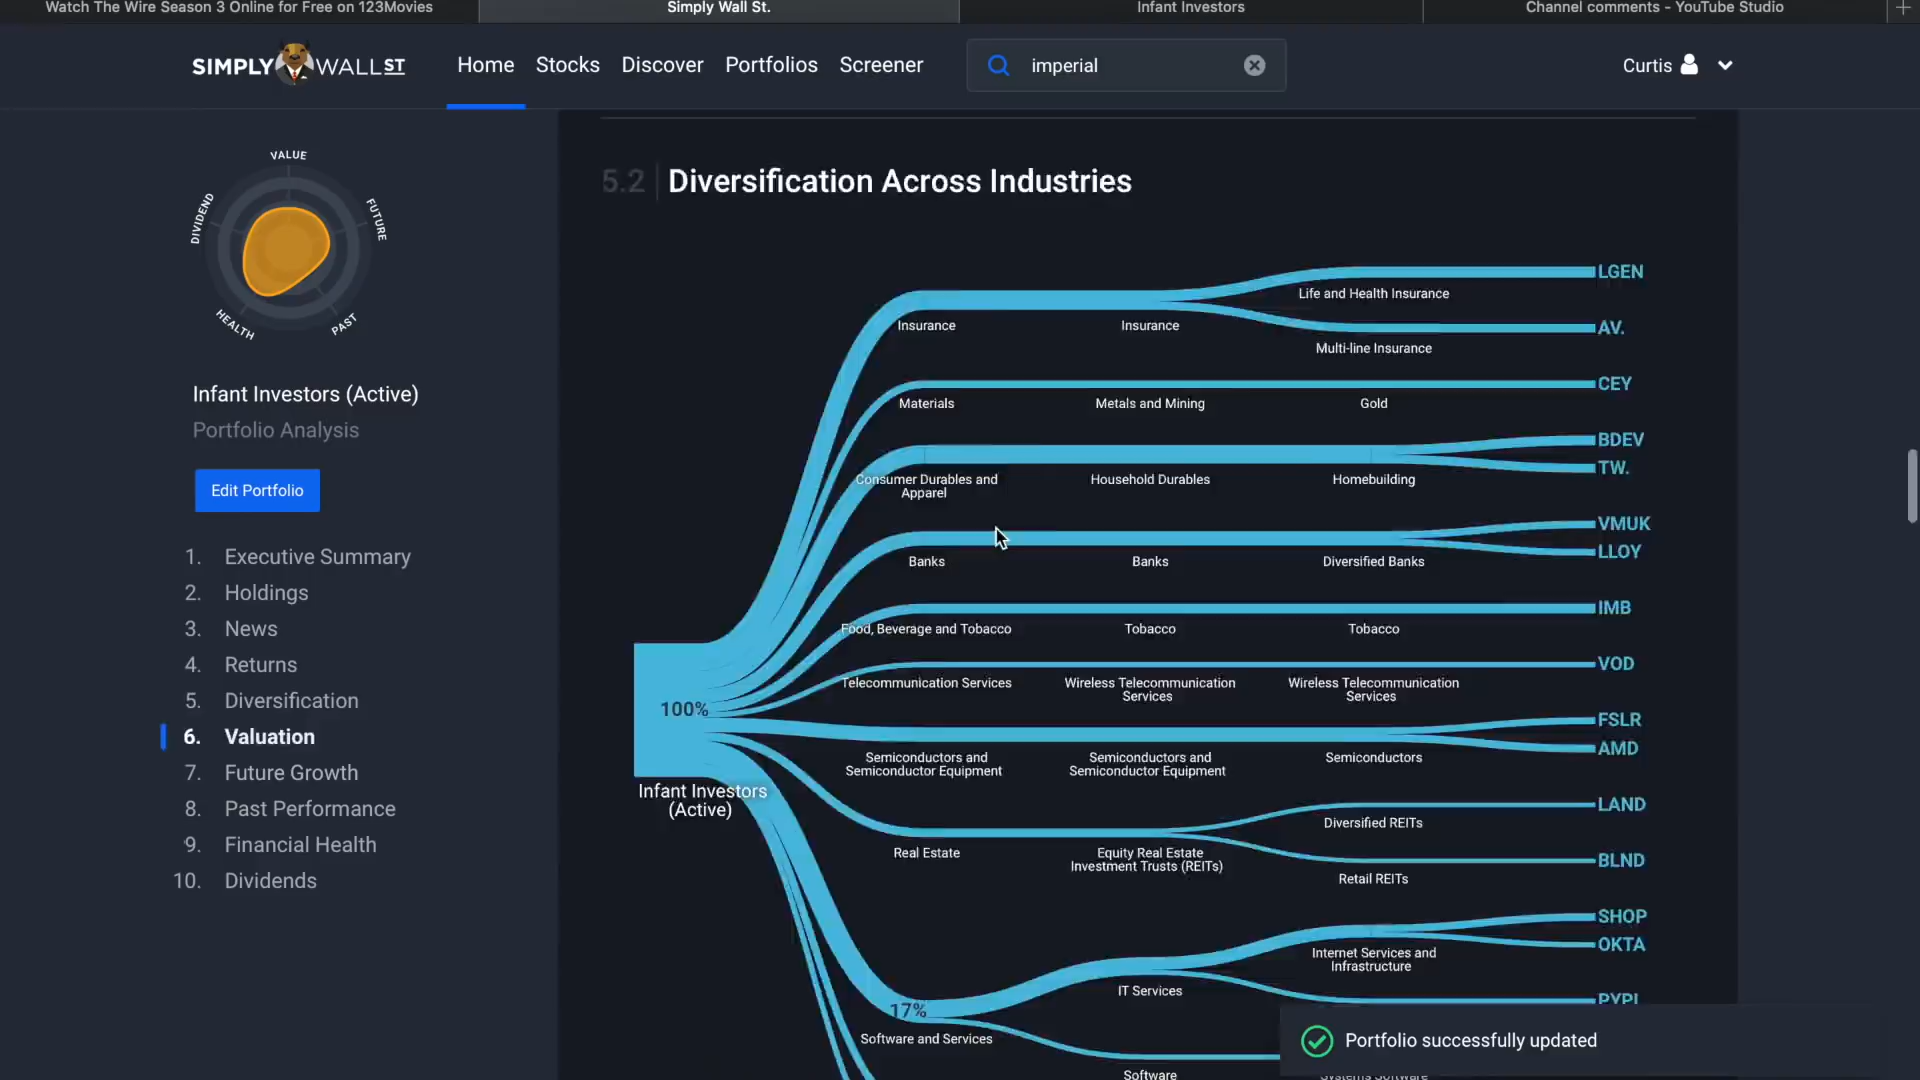 Watch The Wire Season 3 Online for Free on 123Movies
Simply Wall St.
Infant Investors
Channel comments - YouTube Studio
SIMPLY WALL ST
Home
Stocks
Discover
Portfolios
Screener
imperial
Curtis
VALUE
FUTURE
PAST
HEALTH
DIVIDEND
Infant Investors (Active)
Portfolio Analysis
Edit Portfolio
1. Executive Summary
2. Holdings
3. News
4. Returns
5. Diversification
6. Valuation
7. Future Growth
8. Past Performance
9. Financial Health
10. Dividends
5.2 Diversification Across Industries
100%
Infant Investors
(Active)
Insurance
Insurance
Life and Health Insurance
LGEN
Multi-line Insurance
AV.
Materials
Metals and Mining
Gold
CEY
Consumer Durables and
Apparel
Household Durables
Homebuilding
BDEV
TW.
Banks
Banks
Diversified Banks
VMUK
LLOY
Food, Beverage and Tobacco
Tobacco
Tobacco
IMB
Telecommunication Services
Wireless Telecommunication
Services
Wireless Telecommunication
Services
VOD
Semiconductors and
Semiconductor Equipment
Semiconductors and
Semiconductor Equipment
Semiconductors
FSLR
AMD
Real Estate
Equity Real Estate
Investment Trusts (REITs)
Diversified REITs
LAND
Retail REITs
BLND
17%
Software and Services
IT Services
Internet Services and
Infrastructure
SHOP
OKTA
PYPL
Software
Systems Software
Portfolio successfully updated